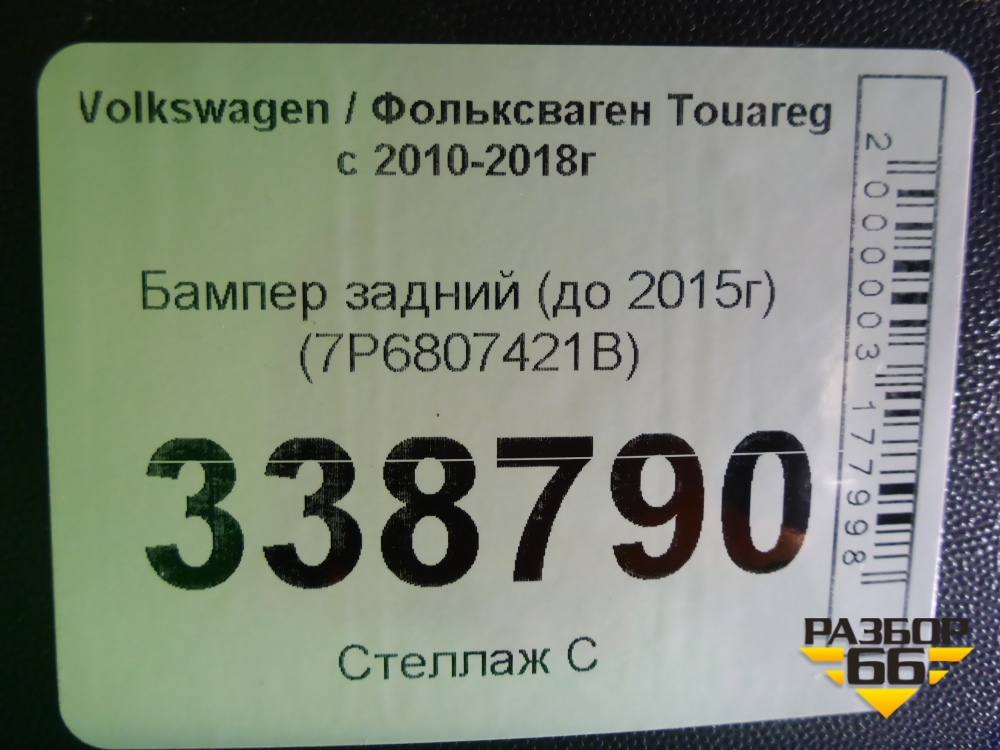 Volkswagen / Фольксваген Touareg
с 2010-2018г
Бампер задний (до 2015г)
(7P6807421B)
338790
Стеллаж С
2000003177998
РАЗБОР
66